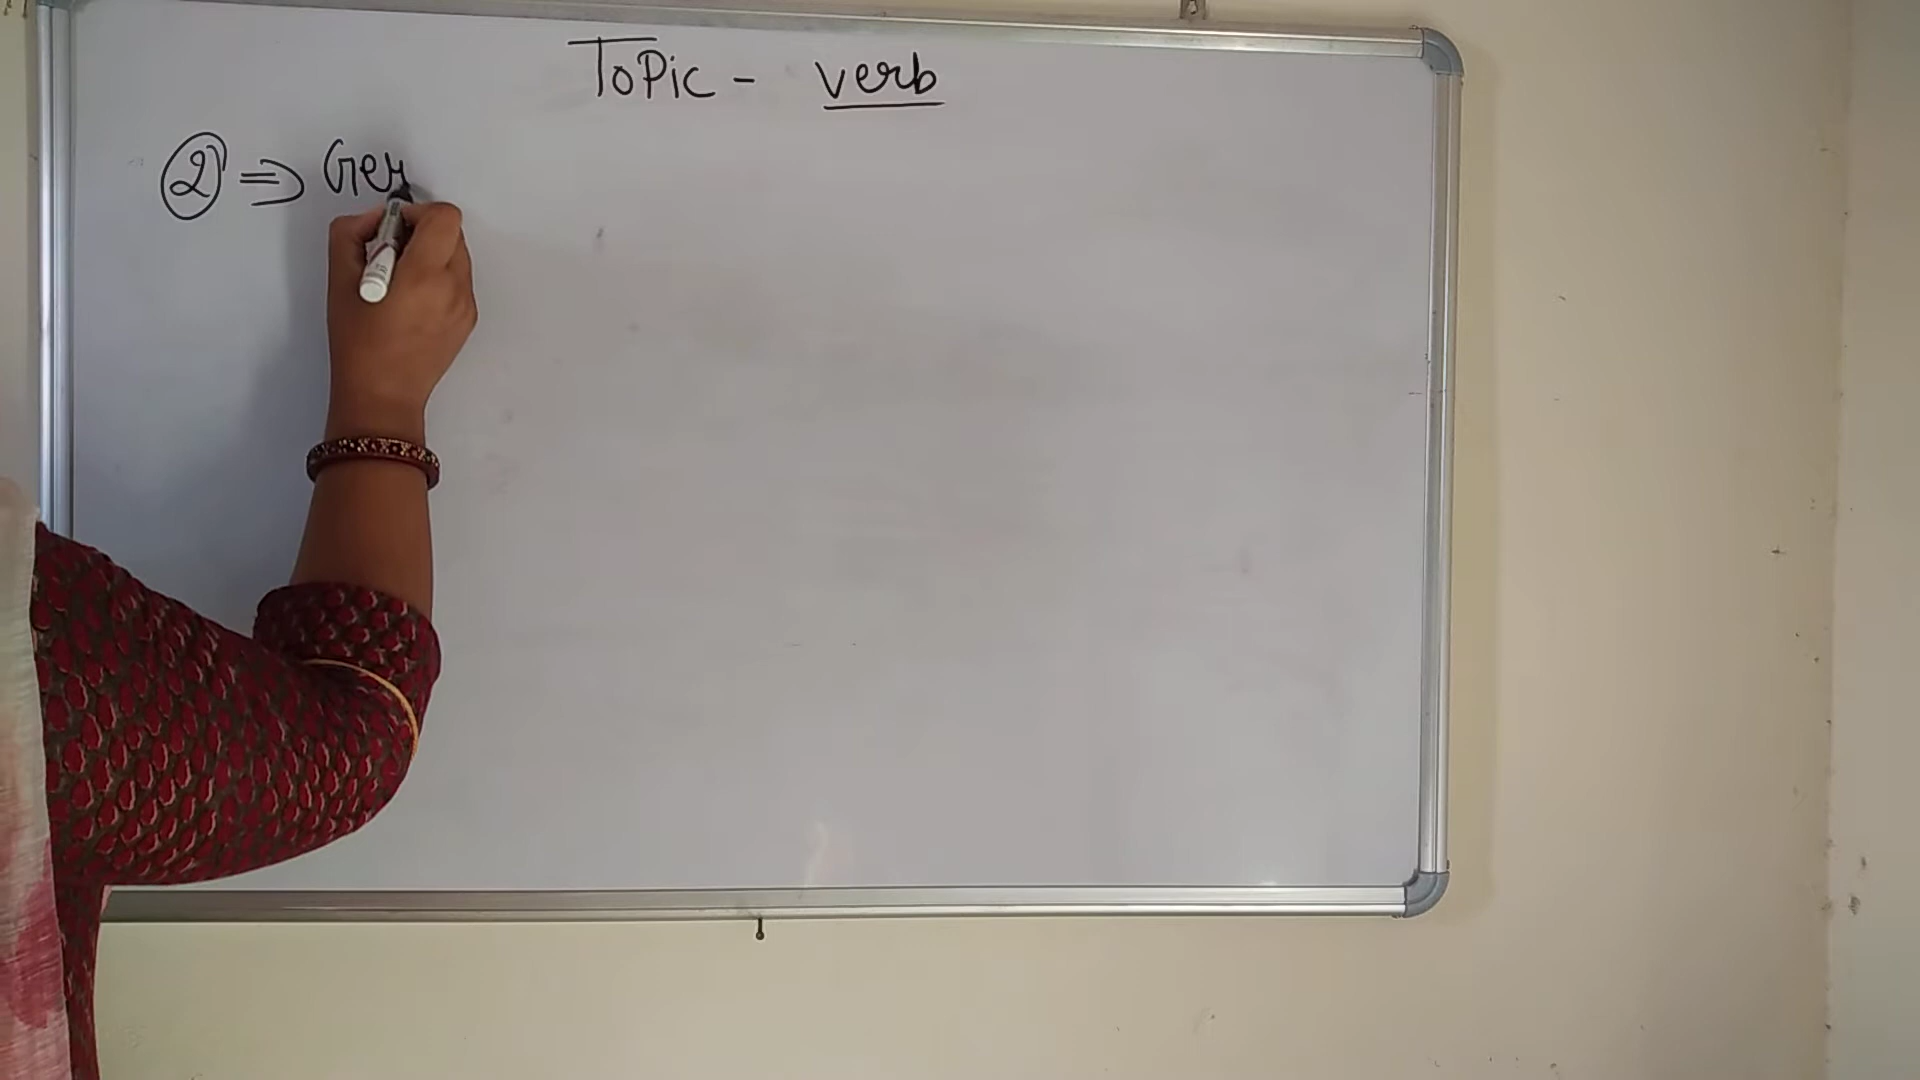 Topic - verb
② ⇒ Ger